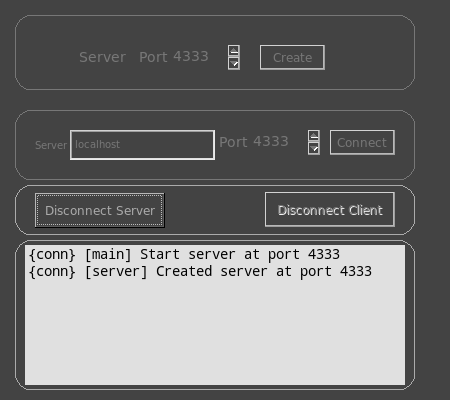 Server Port 4333 Create
Server localhost Port 4333 Connect
Disconnect Server Disconnect Client
{conn} [main] Start server at port 4333
{conn} [server] Created server at port 4333